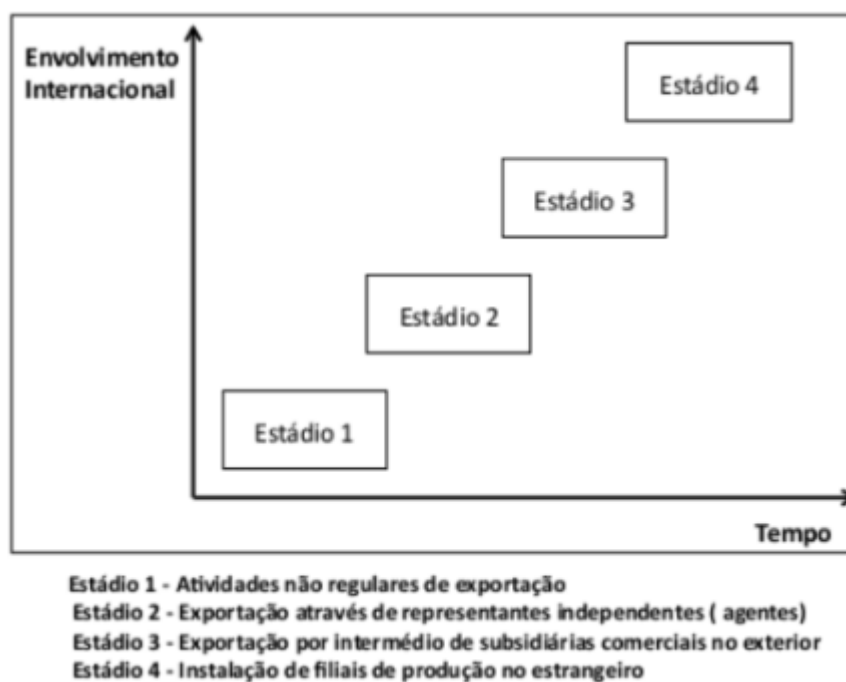 Envolvimento
Internacional
Estádio 4
Estádio 3
Estádio 2
Estádio 1
Tempo
Estádio 1 - Atividades não regulares de exportação
Estádio 2 - Exportação através de representantes independentes ( agentes)
Estádio 3 - Exportação por intermédio de subsidiárias comerciais no exterior
Estádio 4 - Instalação de filiais de produção no estrangeiro